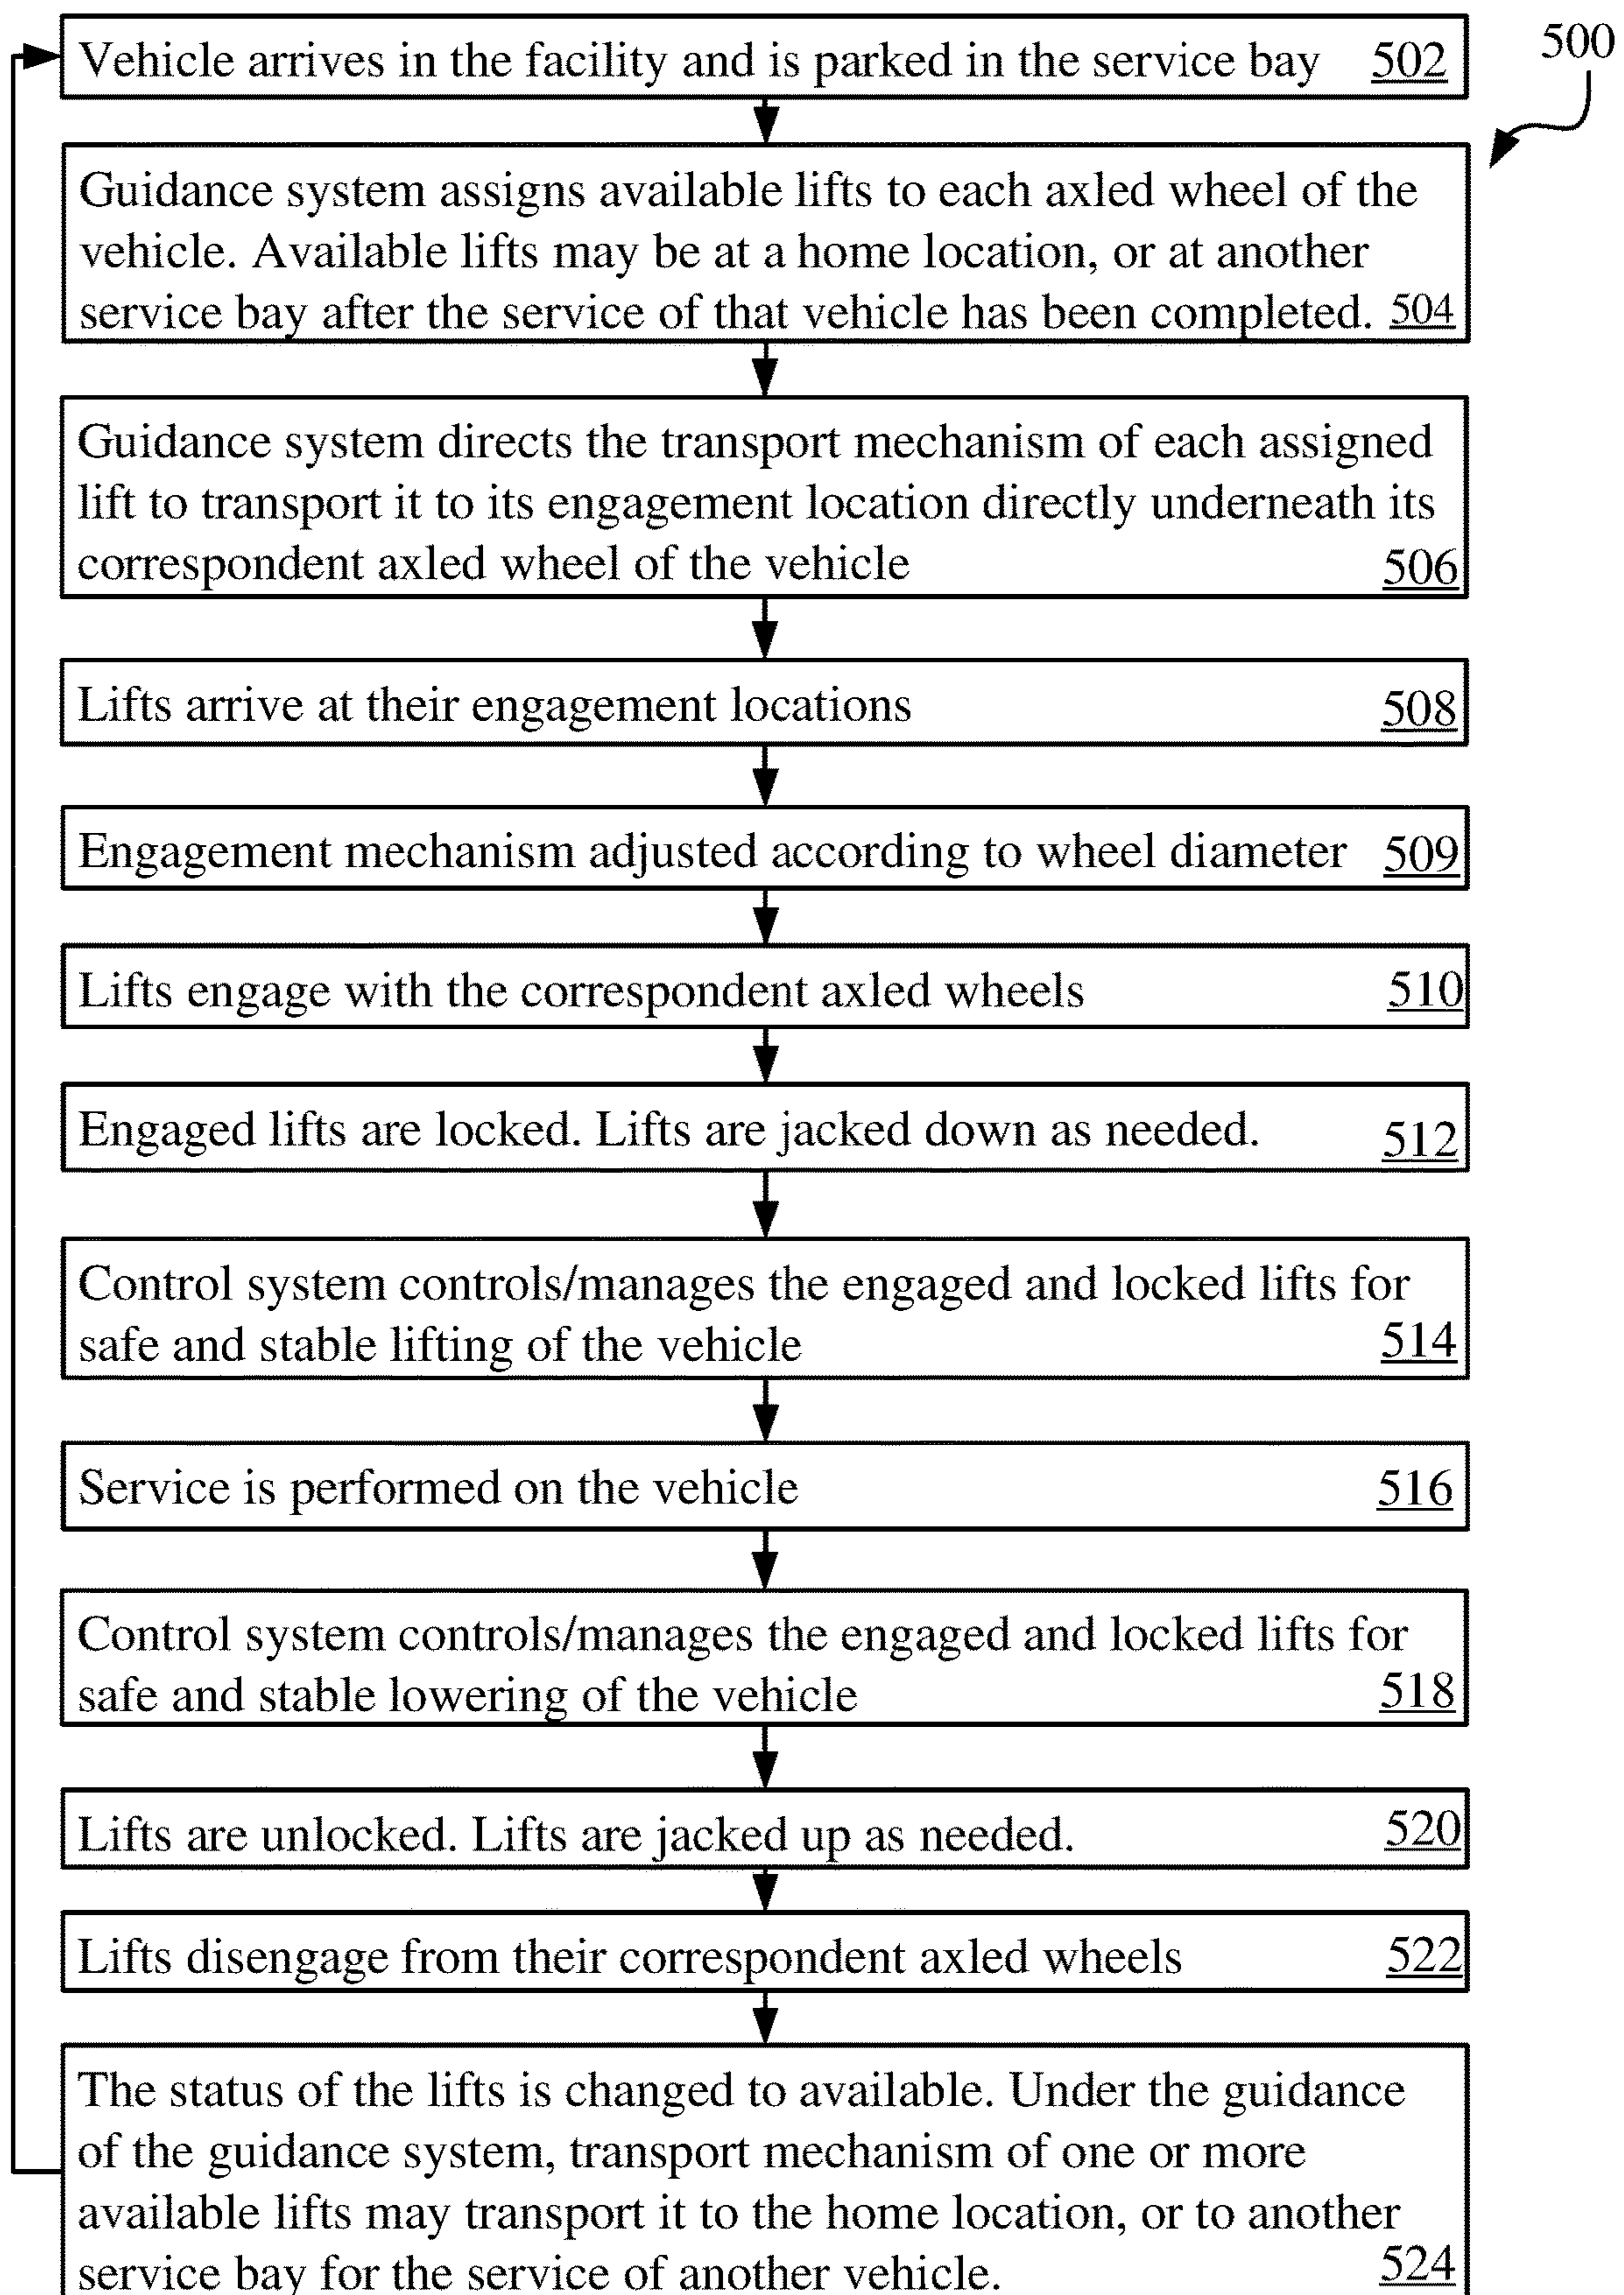 Vehicle arrives in the facility and is parked in the service bay 502
500
Guidance system assigns available lifts to each axled wheel of the
vehicle. Available lifts may be at a home location, or at another
service bay after the service of that vehicle has been completed. 504
Guidance system directs the transport mechanism of each assigned
lift to transport it to its engagement location directly underneath its
correspondent axled wheel of the vehicle 506
Lifts arrive at their engagement locations 508
Engagement mechanism adjusted according to wheel diameter 509
Lifts engage with the correspondent axled wheels 510
Engaged lifts are locked. Lifts are jacked down as needed. 512
Control system controls/manages the engaged and locked lifts for
safe and stable lifting of the vehicle 514
Service is performed on the vehicle 516
Control system controls/manages the engaged and locked lifts for
safe and stable lowering of the vehicle 518
Lifts are unlocked. Lifts are jacked up as needed. 520
Lifts disengage from their correspondent axled wheels 522
The status of the lifts is changed to available. Under the guidance
of the guidance system, transport mechanism of one or more
available lifts may transport it to the home location, or to another
service bay for the service of another vehicle. 524